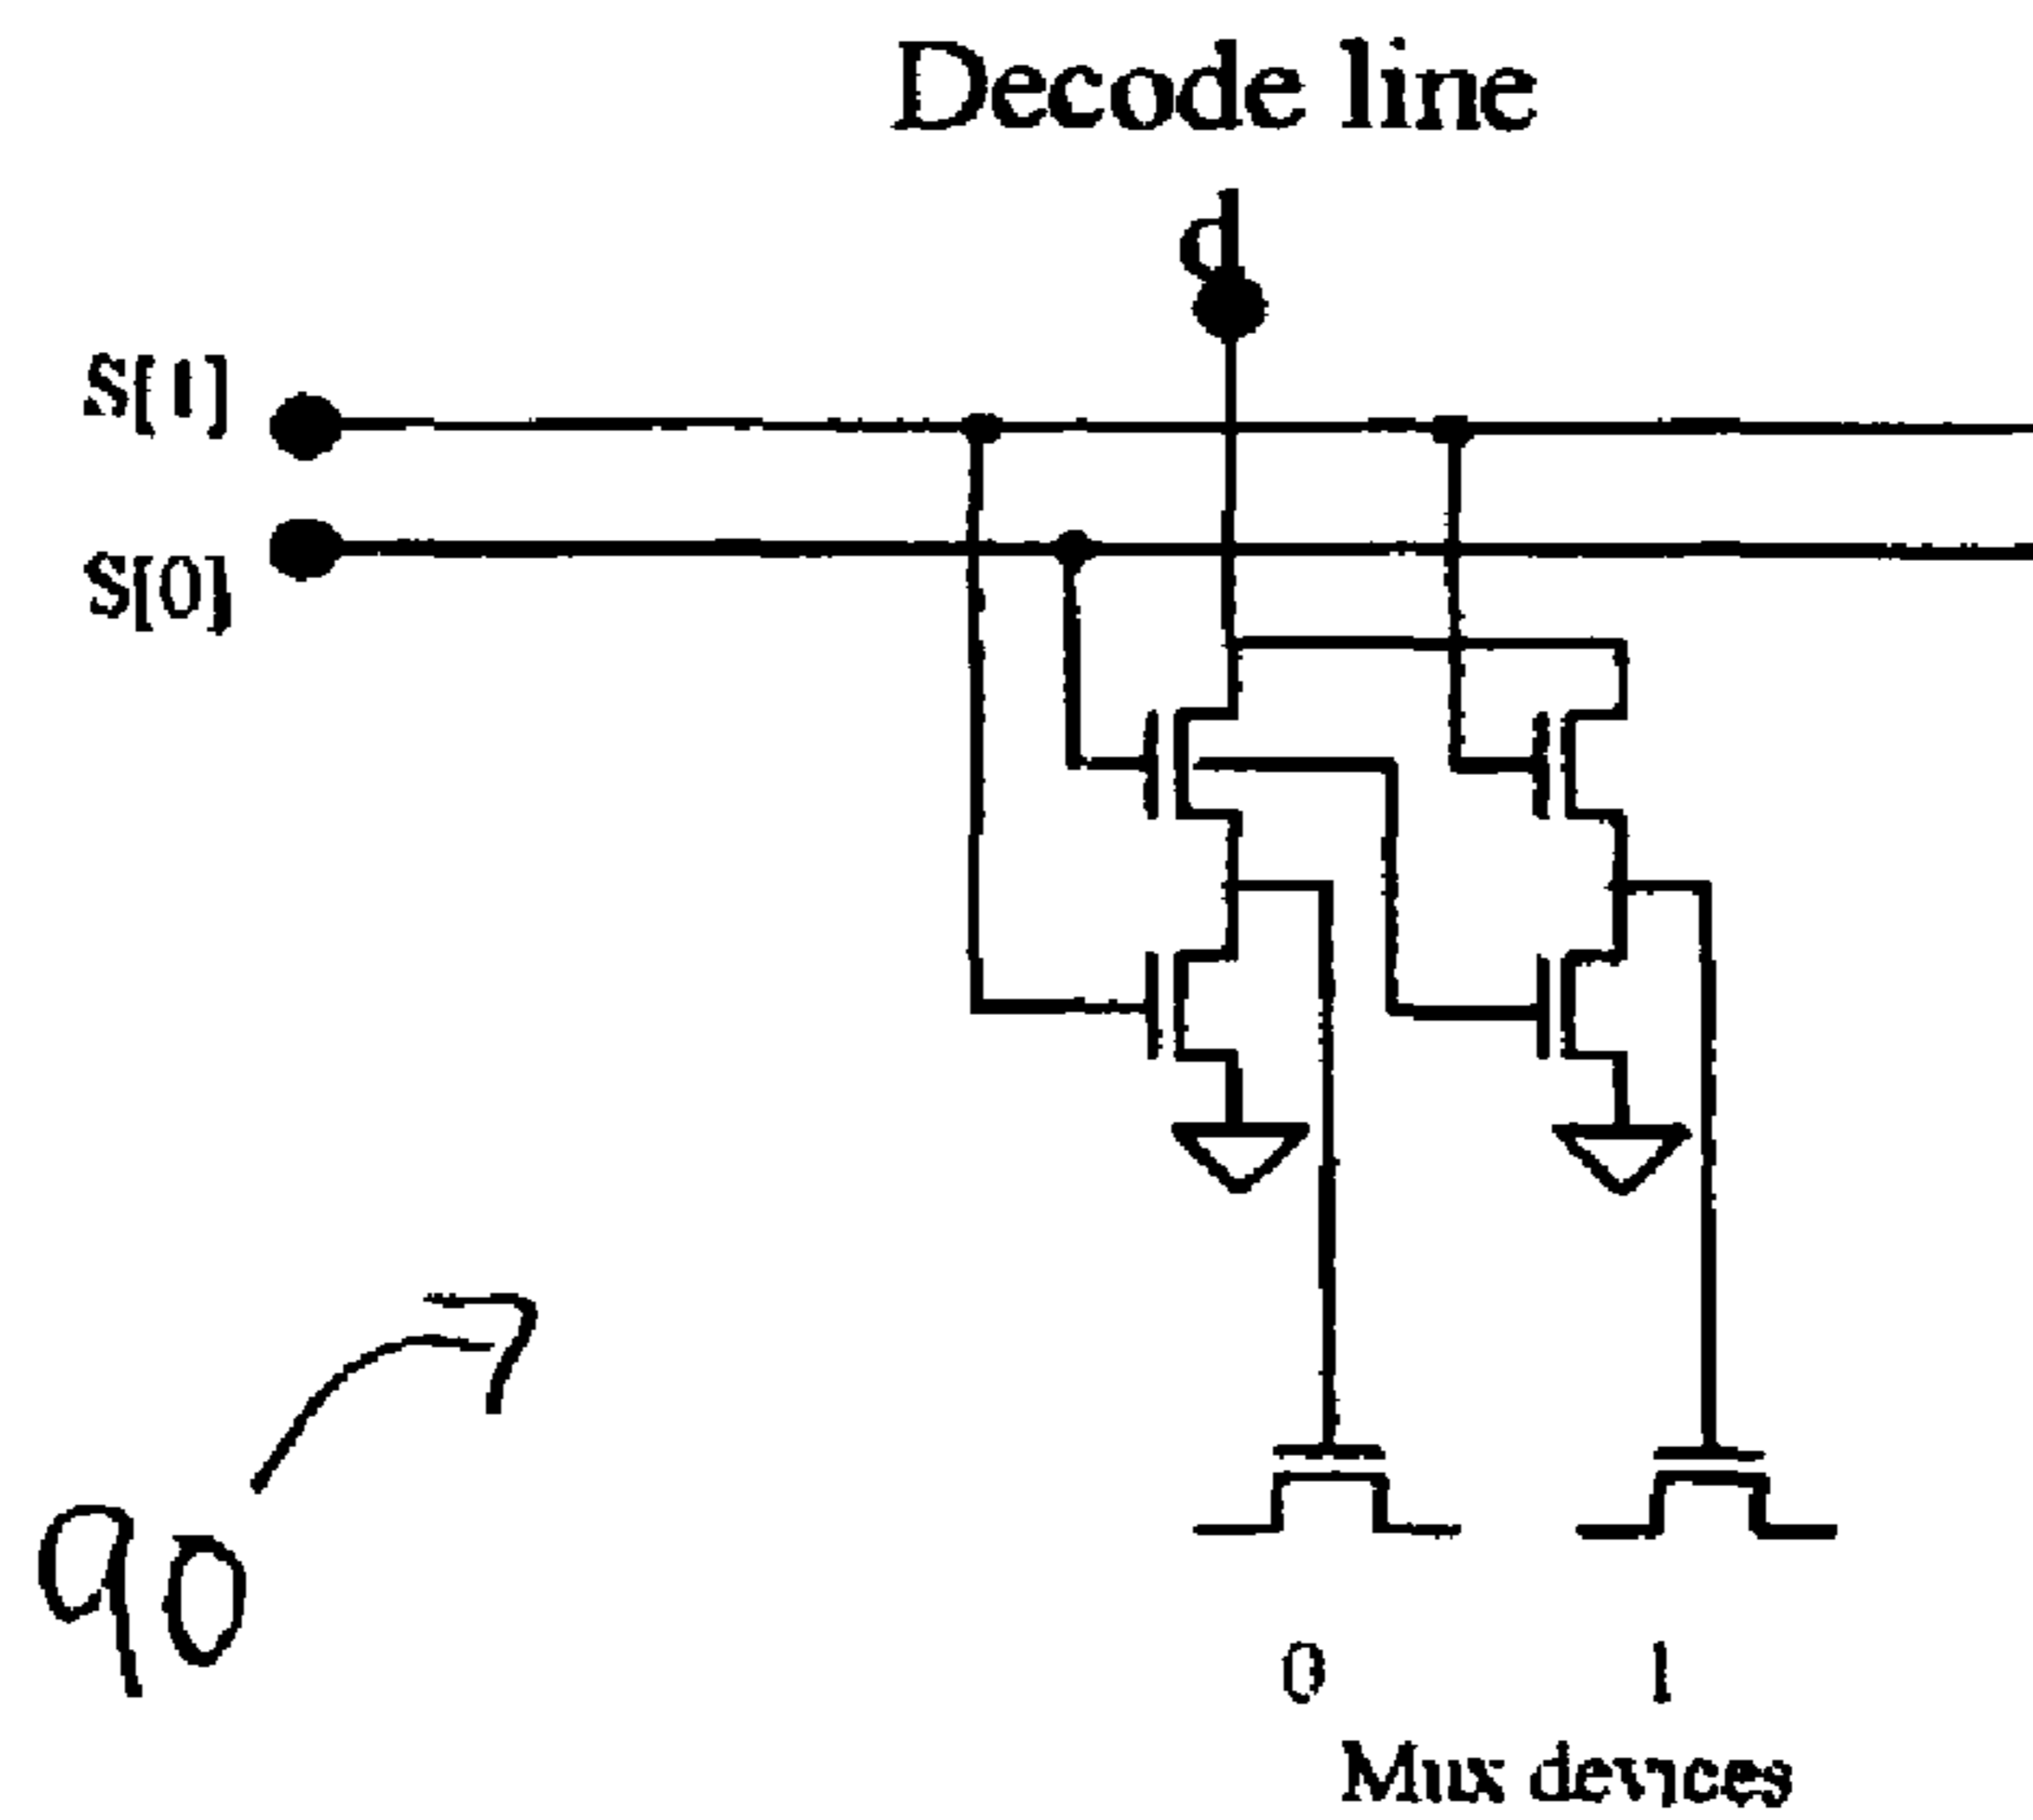 Decode line
d
S[1]
S[0]
90
0 1
Mux devices